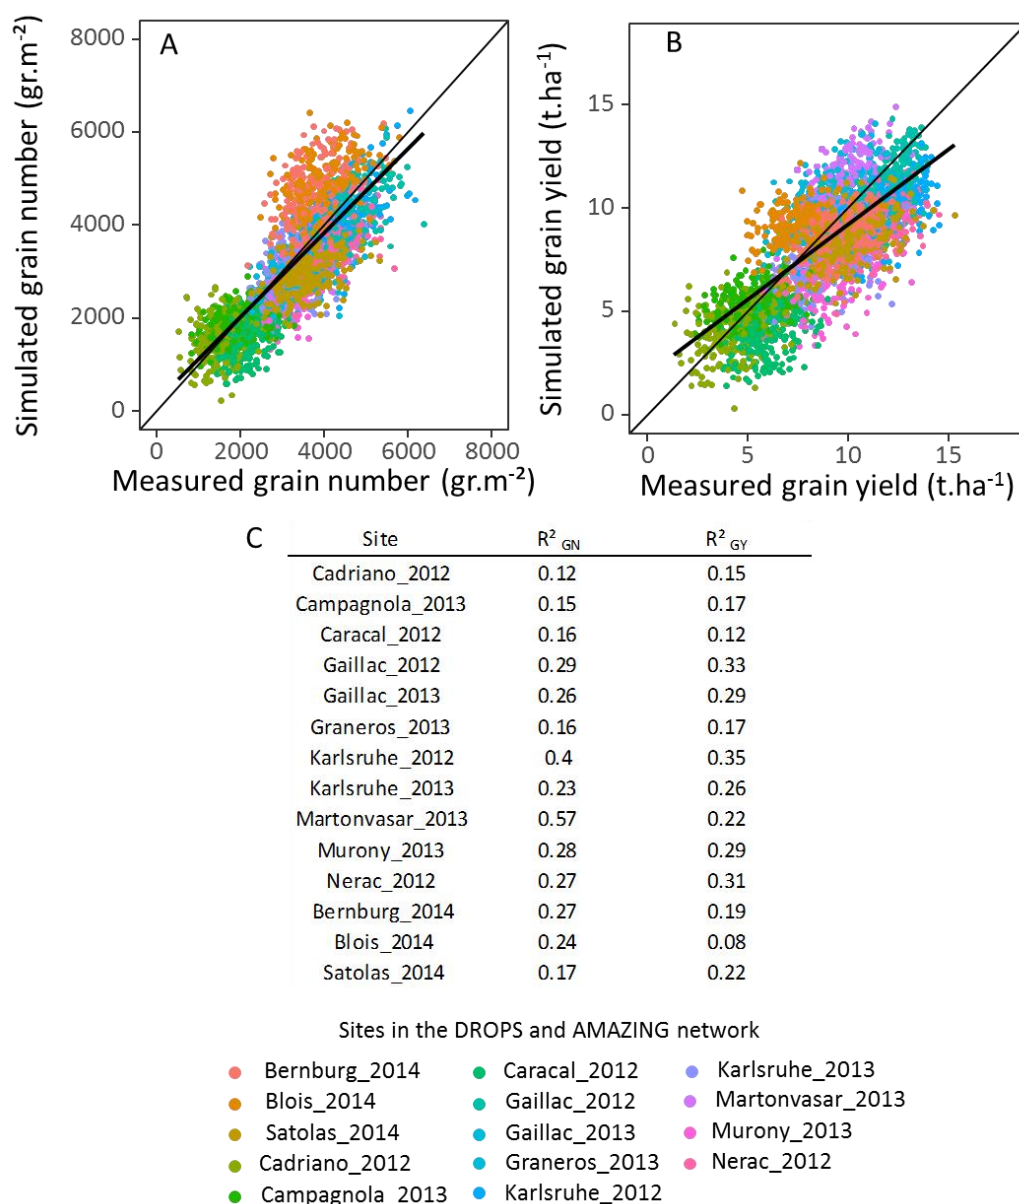 A
Simulated grain number (gr.m⁻²)
8000
6000
4000
2000
0
0 2000 4000 6000 8000
Measured grain number (gr.m⁻²)
B
Simulated grain yield (t.ha⁻¹)
15
10
5
0
0 5 10 15
Measured grain yield (t.ha⁻¹)
C
Site R² GN R² GY
Cadriano_2012 0.12 0.15
Campagnola_2013 0.15 0.17
Caracal_2012 0.16 0.12
Gaillac_2012 0.29 0.33
Gaillac_2013 0.26 0.29
Graneros_2013 0.16 0.17
Karlsruhe_2012 0.4 0.35
Karlsruhe_2013 0.23 0.26
Martonvasar_2013 0.57 0.22
Murony_2013 0.28 0.29
Nerac_2012 0.27 0.31
Bernburg_2014 0.27 0.19
Blois_2014 0.24 0.08
Satolas_2014 0.17 0.22
Sites in the DROPS and AMAZING network
Bernburg_2014 Caracal_2012 Karlsruhe_2013
Blois_2014 Gaillac_2012 Martonvasar_2013
Satolas_2014 Gaillac_2013 Murony_2013
Cadriano_2012 Graneros_2013 Nerac_2012
Campagnola_2013 Karlsruhe_2012